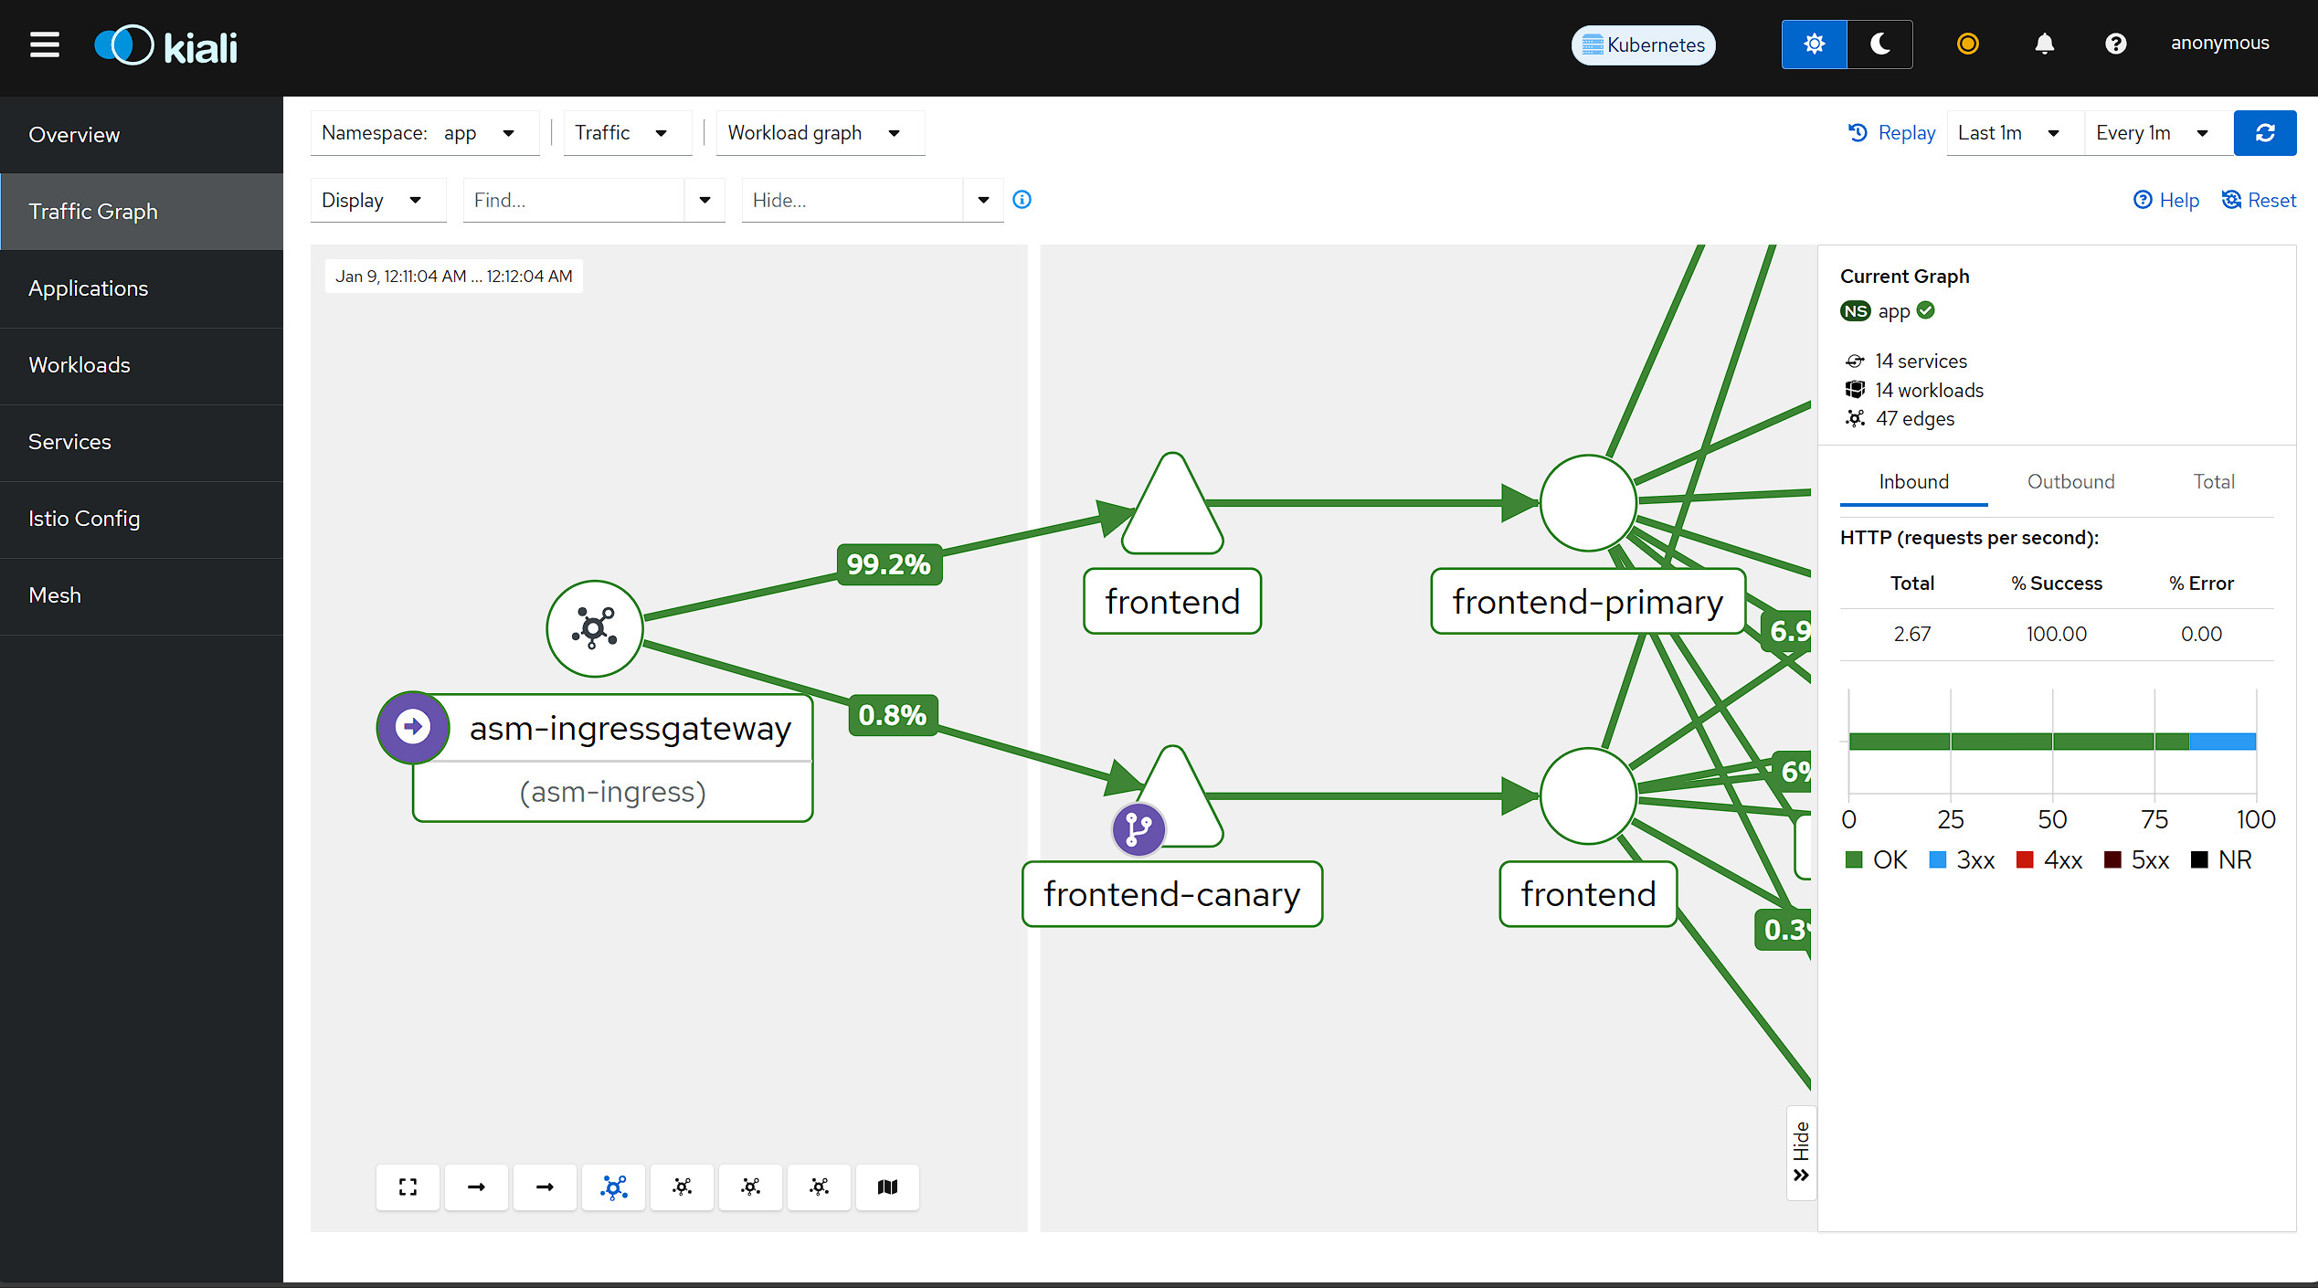 kiali
Kubernetes
anonymous
Overview
Traffic Graph
Applications
Workloads
Services
Istio Config
Mesh
Namespace: app
Traffic
Workload graph
Replay
Last 1m
Every 1m
Display
Find...
Hide...
Help
Reset
Jan 9, 12:11:04 AM ... 12:12:04 AM
99.2%
frontend
frontend-primary
6.9
0.8%
asm-ingressgateway
(asm-ingress)
6%
frontend-canary
frontend
0.3
Hide
Current Graph
NS app
14 services
14 workloads
47 edges
Inbound
Outbound
Total
HTTP (requests per second):
Total % Success % Error
2.67 100.00 0.00
0 25 50 75 100
OK 3xx 4xx 5xx NR